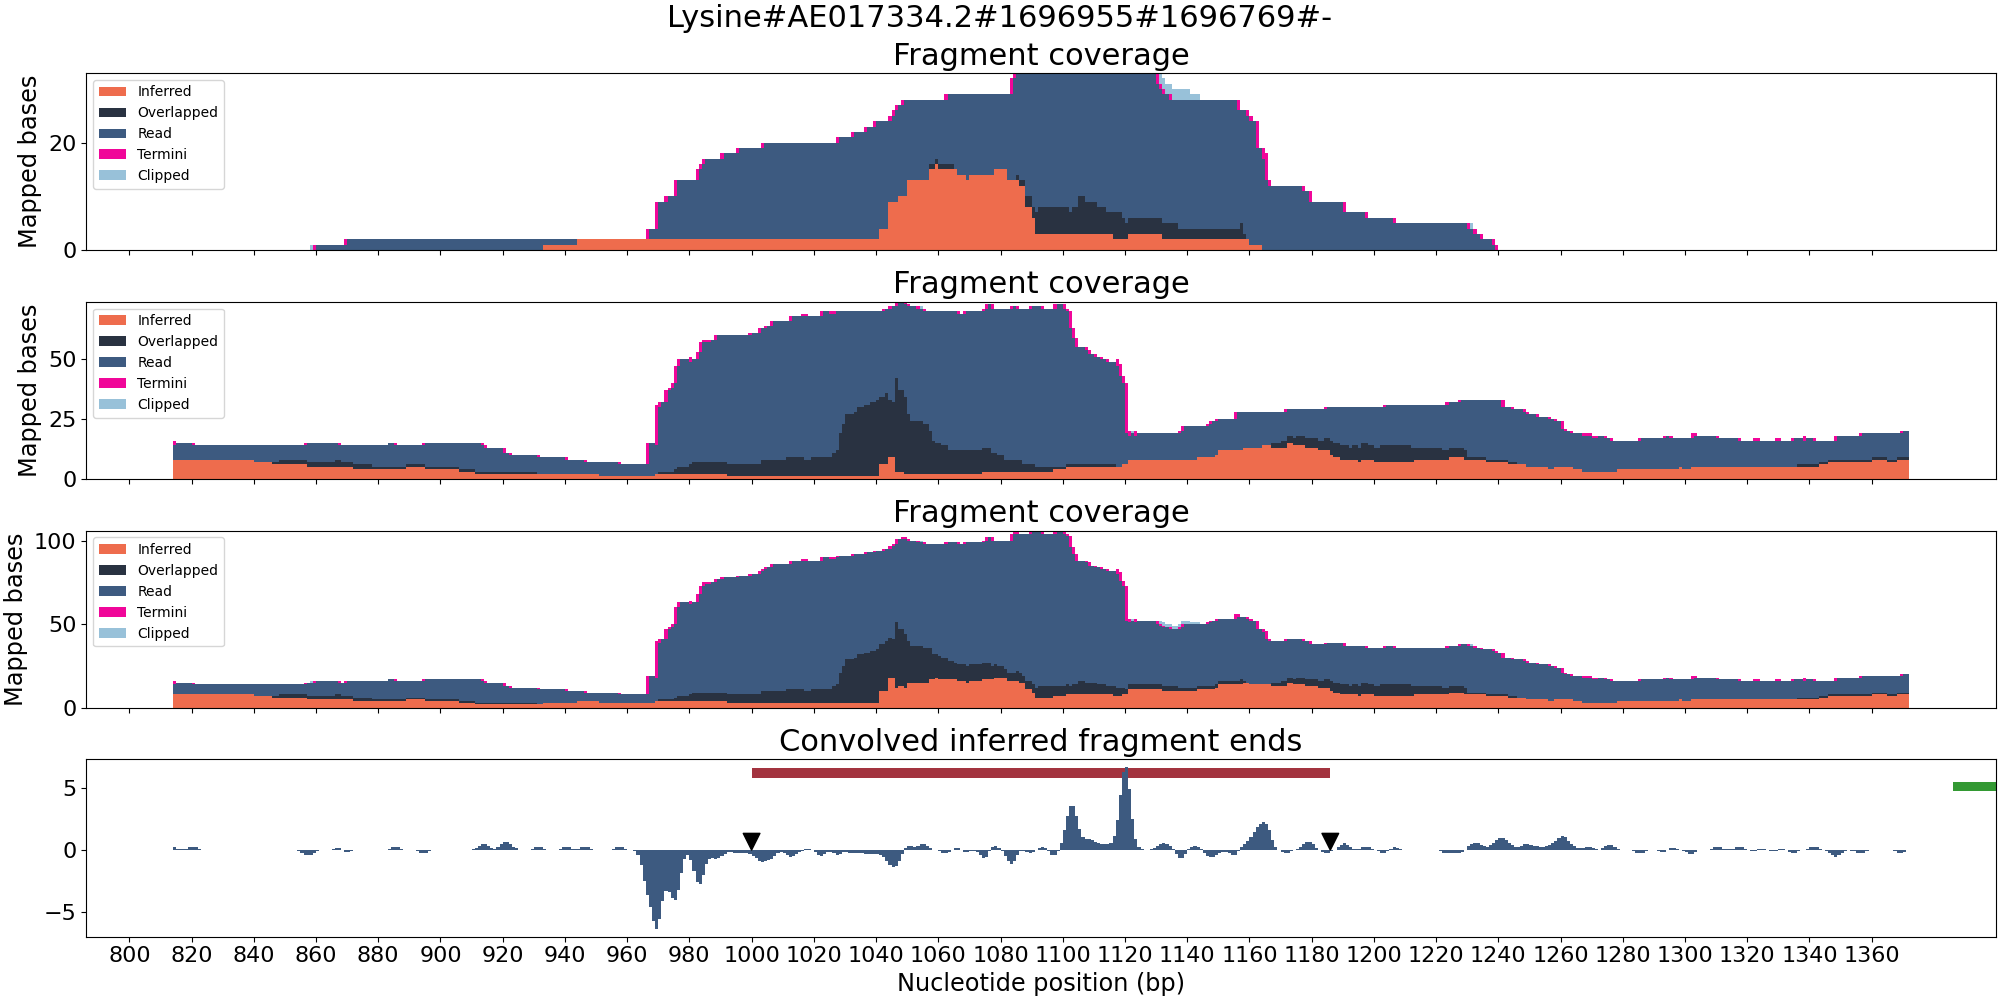 Lysine#AE017334.2#1696955#1696769#-
Fragment coverage
Mapped bases
20
0
Inferred
Overlapped
Read
Termini
Clipped
Fragment coverage
Mapped bases
50
25
0
Inferred
Overlapped
Read
Termini
Clipped
Fragment coverage
Mapped bases
100
50
0
Inferred
Overlapped
Read
Termini
Clipped
Convolved inferred fragment ends
5
0
−5
800 820 840 860 880 900 920 940 960 980 1000 1020 1040 1060 1080 1100 1120 1140 1160 1180 1200 1220 1240 1260 1280 1300 1320 1340 1360
Nucleotide position (bp)